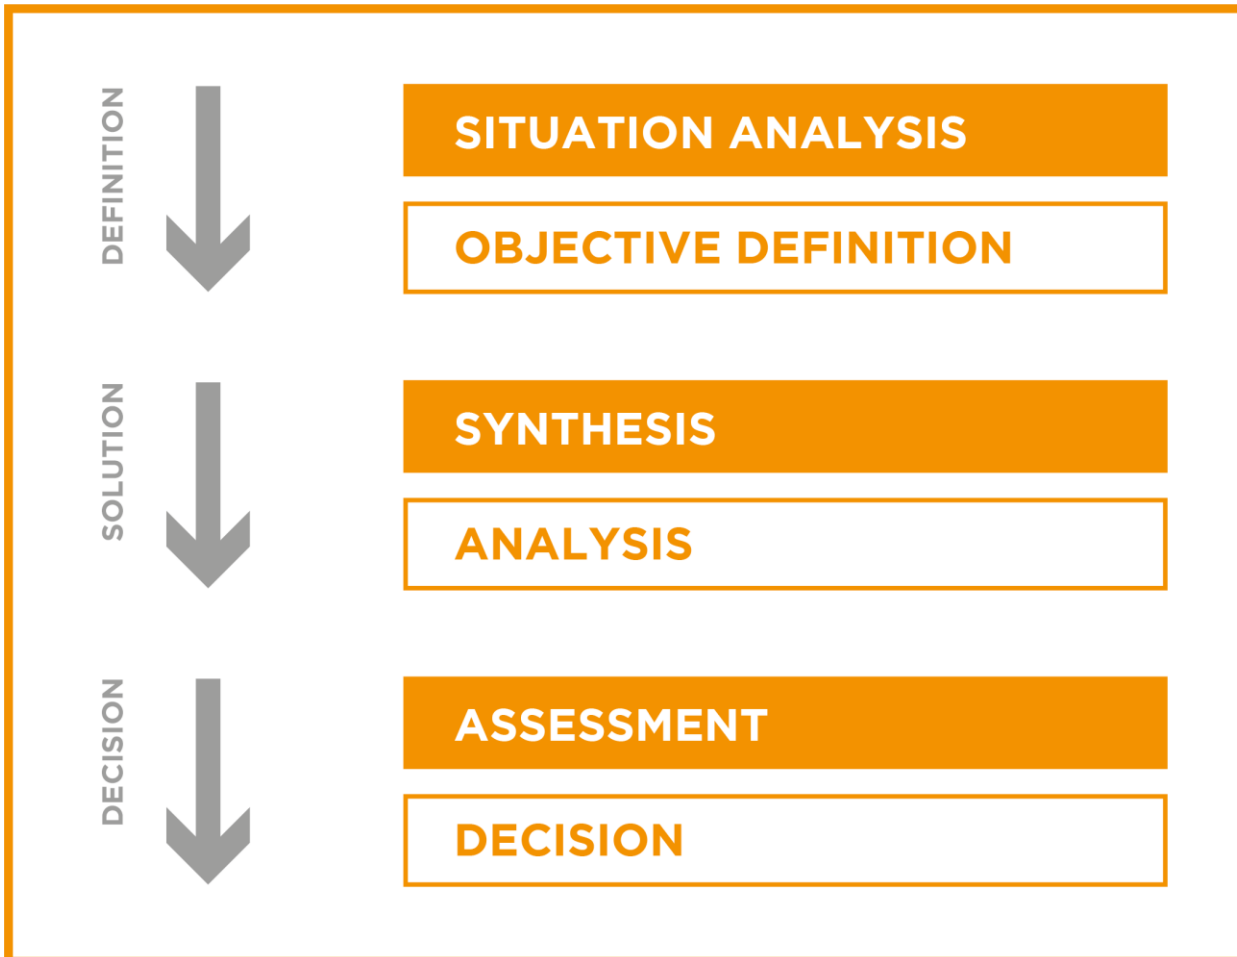 DEFINITION
SITUATION ANALYSIS
OBJECTIVE DEFINITION
SOLUTION
SYNTHESIS
ANALYSIS
DECISION
ASSESSMENT
DECISION